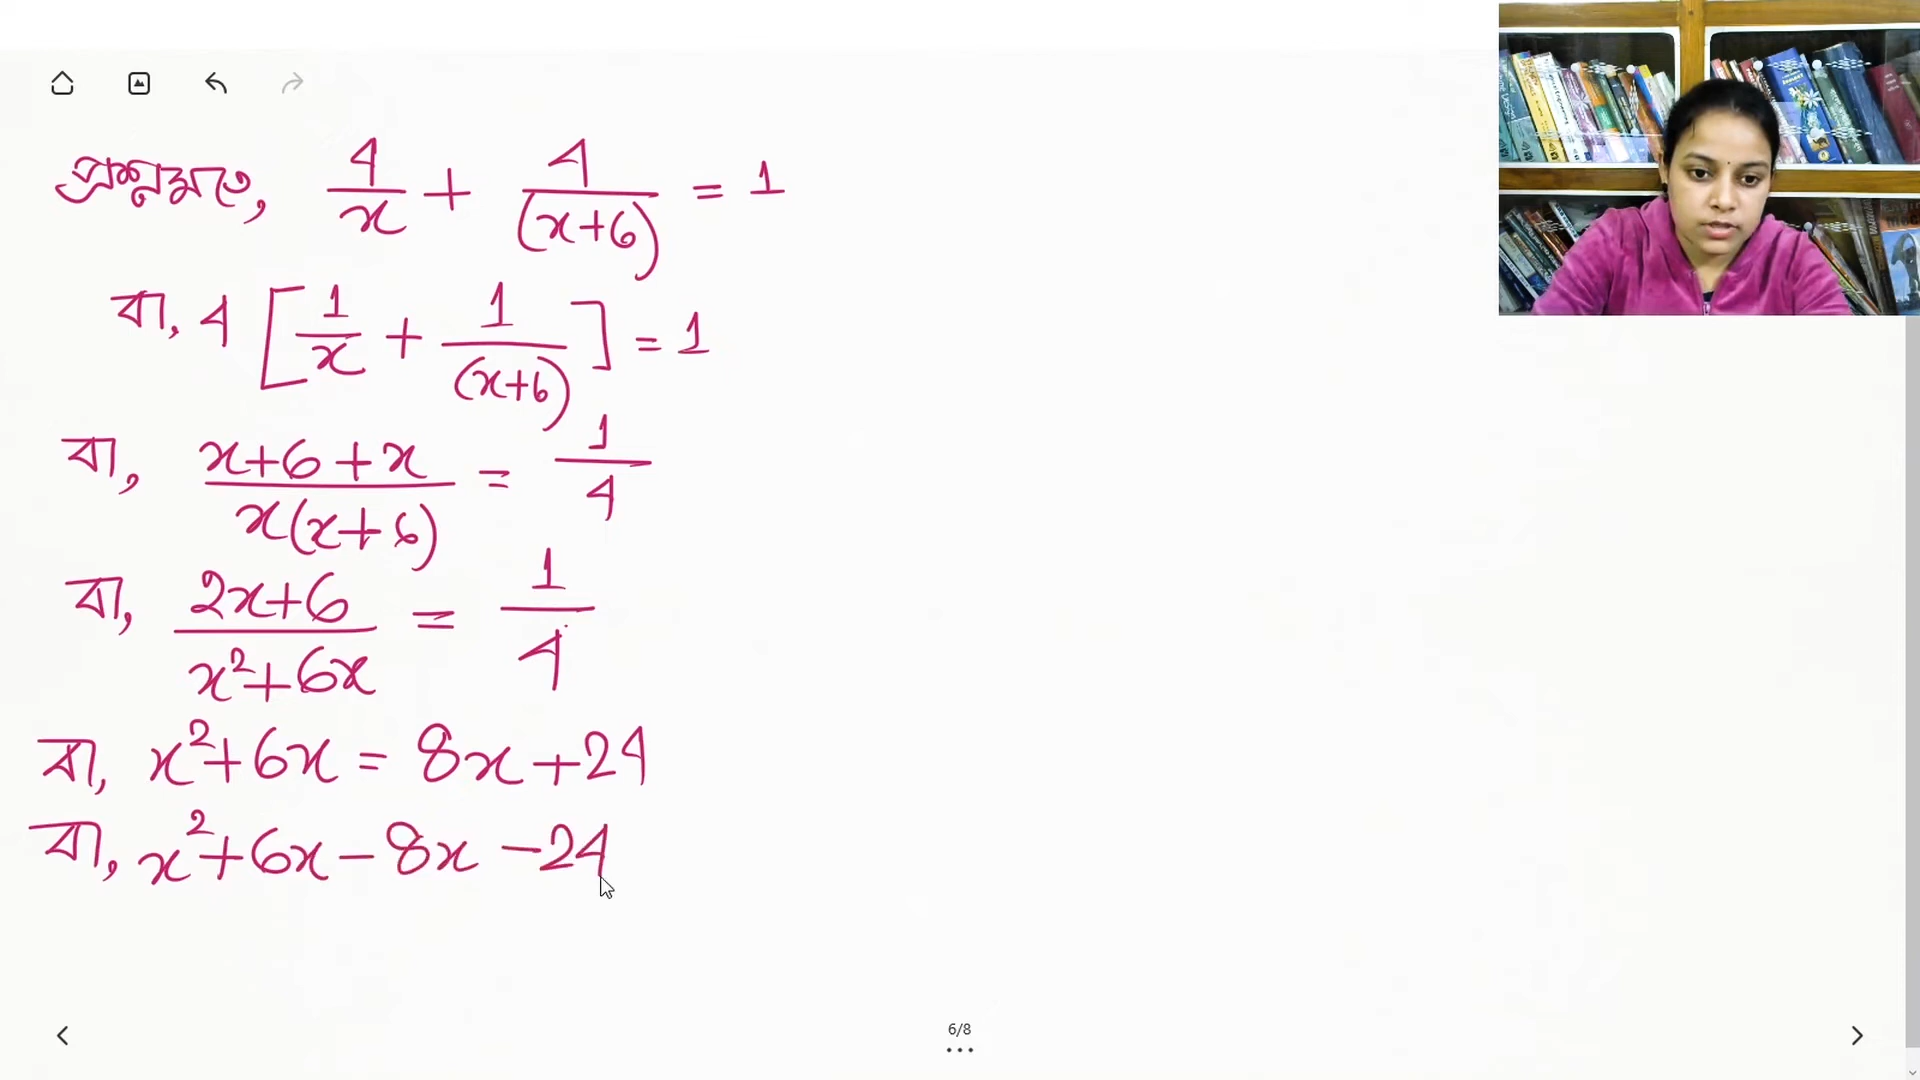 প্রশ্নমতে, 4/x + 4/(x+6) = 1
বা, 4 [1/x + 1/(x+6)] = 1
বা, x+6+x / x(x+6) = 1/4
বা, 2x+6 / x²+6x = 1/4
বা, x²+6x = 8x+24
বা, x²+6x-8x-24
6/8